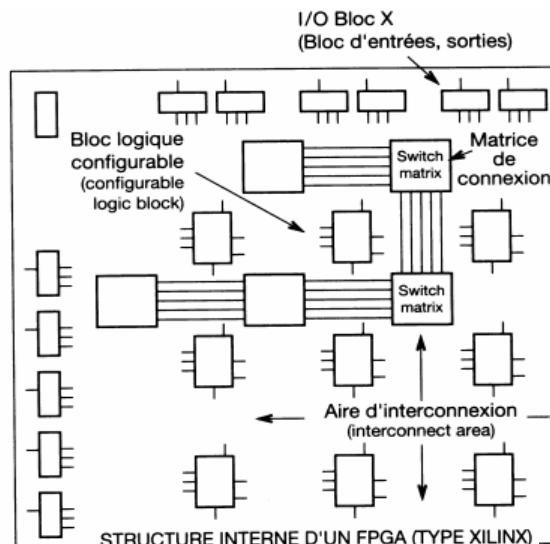 I/O Bloc X
(Bloc d'entrées, sorties)
Bloc logique
configurable
(configurable
logic block)
Switch
matrix
Matrice
de
connexion
Switch
matrix
Aire d'interconnexion
(interconnect area)
STRUCTURE INTERNE D'UN FPGA (TYPE XILINX)